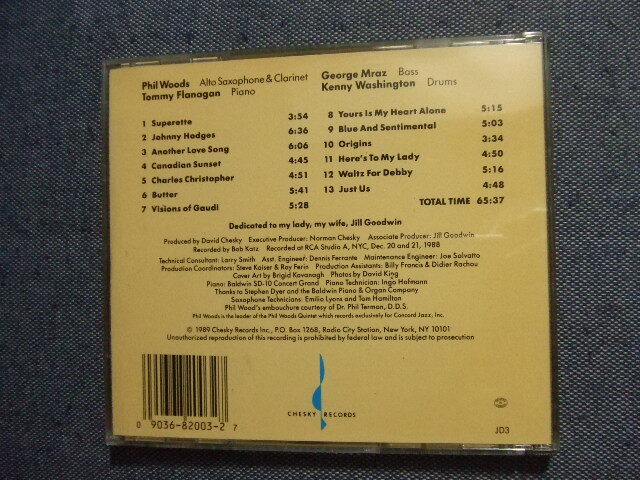 Phil Woods Alto Saxophone & Clarinet
Tommy Flanagan Piano
George Mraz Bass
Kenny Washington Drums
1 Superette 3:54
2 Johnny Hodges 6:36
3 Another Love Song 6:06
4 Canadian Sunset 4:45
5 Charles Christopher 4:51
6 Butter 5:41
7 Visions of Gaudi 5:28
8 Yours Is My Heart Alone 5:15
9 Blue And Sentimental 5:03
10 Origins 3:34
11 Here's To My Lady 4:50
12 Waltz For Debby 5:16
13 Just Us 4:48
TOTAL TIME 65:37
Dedicated to my lady, my wife, Jill Goodwin
Produced by David Chesky Executive Producer: Norman Chesky Associate Producer: Jill Goodwin
Recorded by Bob Katz Recorded at RCA Studio A, NYC, Dec. 20 and 21, 1988
Technical Consultant: Larry Smith Asst. Engineer: Dennis Ferrante Maintenance Engineer: Joe Salvatto
Production Coordinators: Steve Kaiser & Ray Ferin Production Assistants: Billy Francis & Didier Rachou
Cover Art by Brigid Kavanagh Photos by David King
Piano: Baldwin SD-10 Concert Grand Piano Technician: Ingo Hofmann
Thanks to Stephen Dyer and the Baldwin Piano & Organ Company
Saxophone Technicians: Emilio Lyons and Tom Hamilton
Phil Wood's embouchure courtesy of Dr. Phil Terman, D.D.S.
Phil Woods is the leader of the Phil Woods Quintet which records exclusively for Concord Jazz, Inc.
© 1989 Chesky Records Inc., P.O. Box 1268, Radio City Station, New York, NY 10101
Unauthorized reproduction of this recording is prohibited by federal law and is subject to prosecution
CHESKY RECORDS
0 9036-82003-2 7
JD3